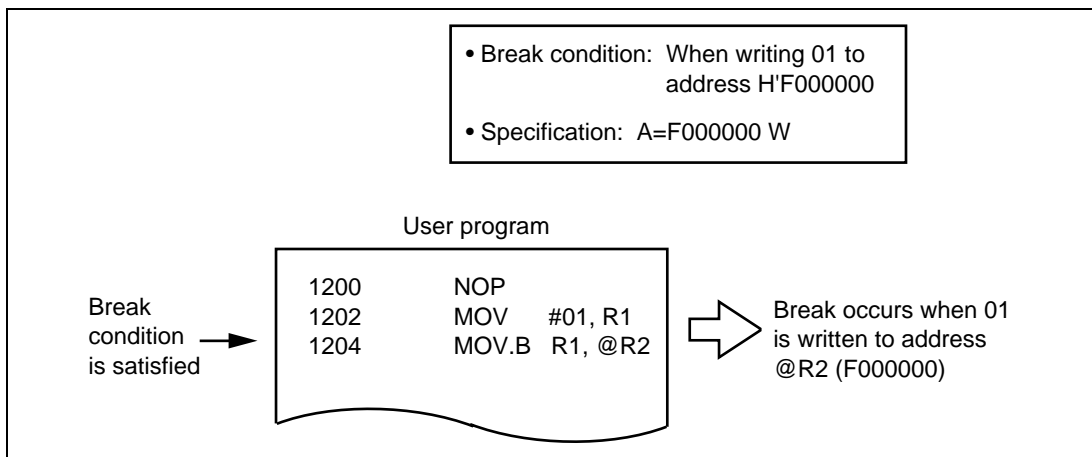 • Break condition: When writing 01 to
address H'F000000
• Specification: A=F000000 W
User program
1200 NOP
1202 MOV #01, R1
1204 MOV.B R1, @R2
Break
condition
is satisfied
Break occurs when 01
is written to address
@R2 (F000000)